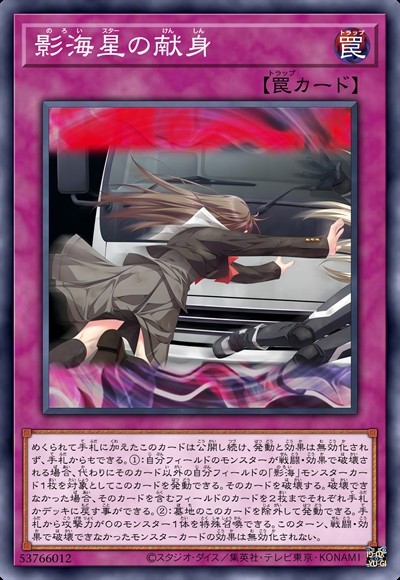 影海星の献身
【罠カード】
めくられて手札に加えたこのカードは公開し続け、発動と効果は無効化され
ず、手札からもできる。①:自分フィールドのモンスターが戦闘・効果で破壊さ
れる場合、代わりにそのカード以外の自分フィールドの「影海」モンスターカー
ド1枚を対象としてこのカードを発動できる。そのカードを破壊する。破壊でき
なかった場合、そのカードを含むフィールドのカードを2枚までそれぞれ手札
かデッキに戻す事ができる。②:墓地のこのカードを除外して発動できる。手
札から攻撃力が0のモンスター1体を特殊召喚できる。このターン、戦闘・効
果で破壊できなかったモンスターカードの効果は無効化されない。
53766012
©スタジオ・ダイス/集英社・テレビ東京・KONAMI